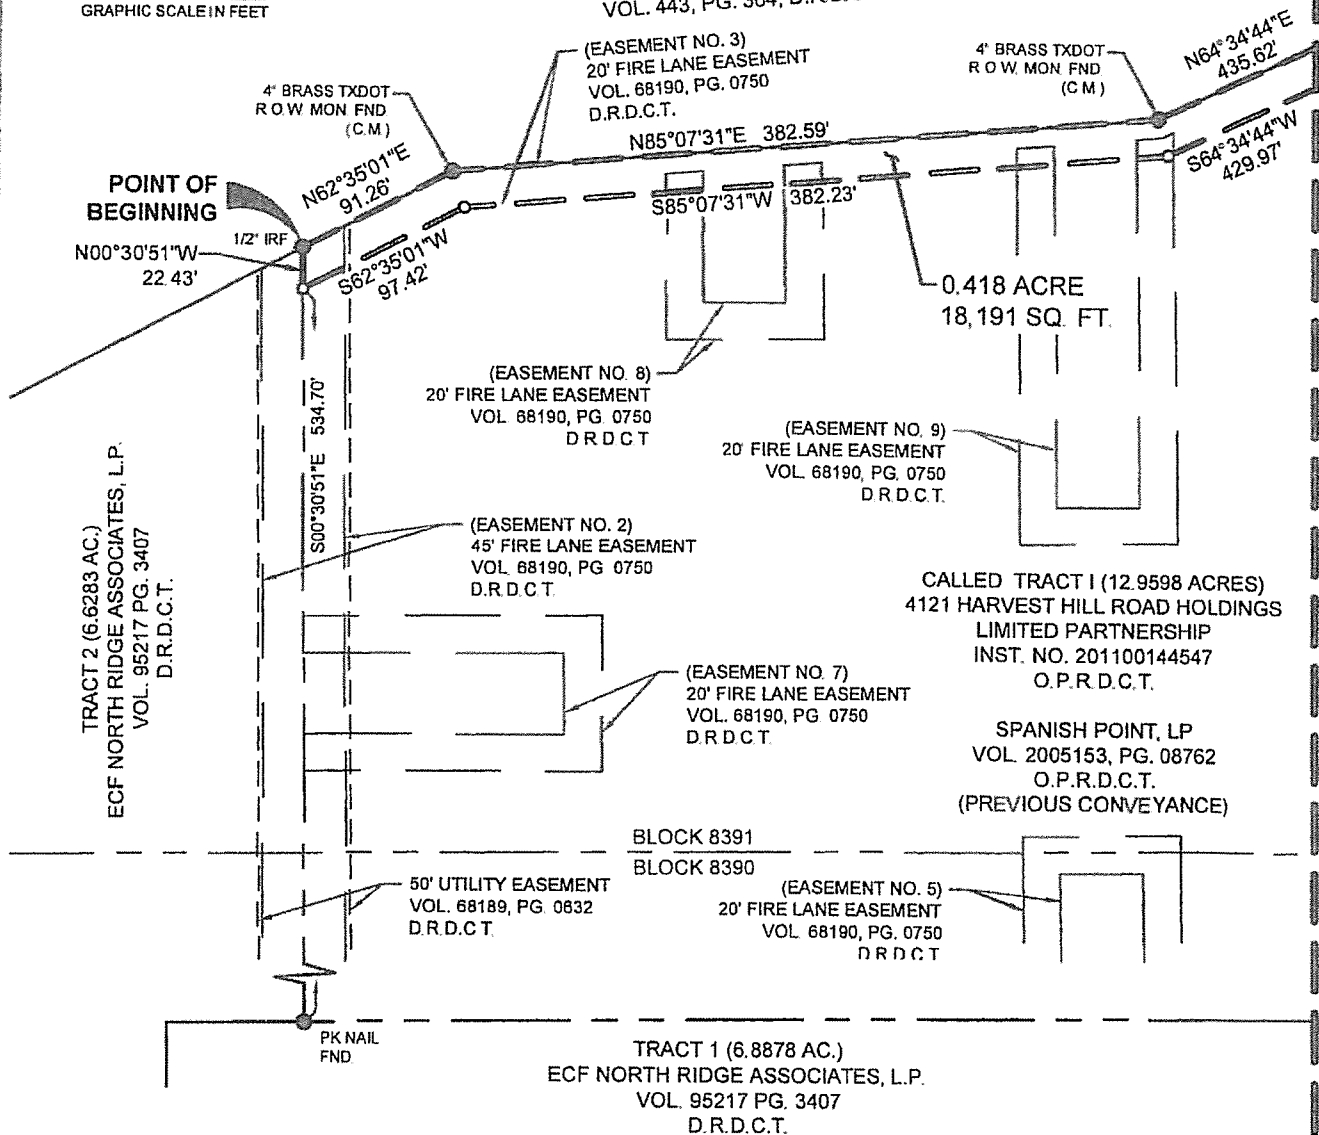 GRAPHIC SCALE IN FEET
VOL. 443, PG. 304,
(EASEMENT NO. 3)
20' FIRE LANE EASEMENT
VOL. 68190, PG. 0750
D.R.D.C.T.
4" BRASS TXDOT
R O W MON FND
(C M)
4" BRASS TXDOT
R O W. MON FND
(C M)
N64°34'44"E
435.62'
N85°07'31"E 382.59'
S64°34'44"W
429.97'
N62°35'01"E
91.26'
POINT OF
BEGINNING
1/2" IRF
N00°30'51"W
22.43'
S62°35'01"W
97.42'
S85°07'31"W 382.23'
0.418 ACRE
18,191 SQ. FT.
(EASEMENT NO. 8)
20' FIRE LANE EASEMENT
VOL 68190, PG 0750
D R D C T
S00°30'51"E 534.70'
(EASEMENT NO. 9)
20' FIRE LANE EASEMENT
VOL. 68190, PG. 0750
D.R.D.C.T.
TRACT 2 (6.6283 AC.)
ECF NORTH RIDGE ASSOCIATES, L.P.
VOL. 95217 PG. 3407
D.R.D.C.T.
(EASEMENT NO. 2)
45' FIRE LANE EASEMENT
VOL 68190, PG 0750
D.R.D.C.T.
CALLED TRACT I (12.9598 ACRES)
4121 HARVEST HILL ROAD HOLDINGS
LIMITED PARTNERSHIP
INST. NO. 201100144547
O.P.R.D.C.T.
(EASEMENT NO. 7)
20' FIRE LANE EASEMENT
VOL. 68190, PG 0750
D.R.D.C.T.
SPANISH POINT, LP
VOL. 2005153, PG. 08762
O.P.R.D.C.T.
(PREVIOUS CONVEYANCE)
BLOCK 8391
BLOCK 8390
50' UTILITY EASEMENT
VOL. 68189, PG. 0632
D.R.D.C T.
(EASEMENT NO. 5)
20' FIRE LANE EASEMENT
VOL 68190, PG. 0750
D R D C T
PK NAIL
FND.
TRACT 1 (6.8878 AC.)
ECF NORTH RIDGE ASSOCIATES, L.P.
VOL. 95217 PG. 3407
D.R.D.C.T.